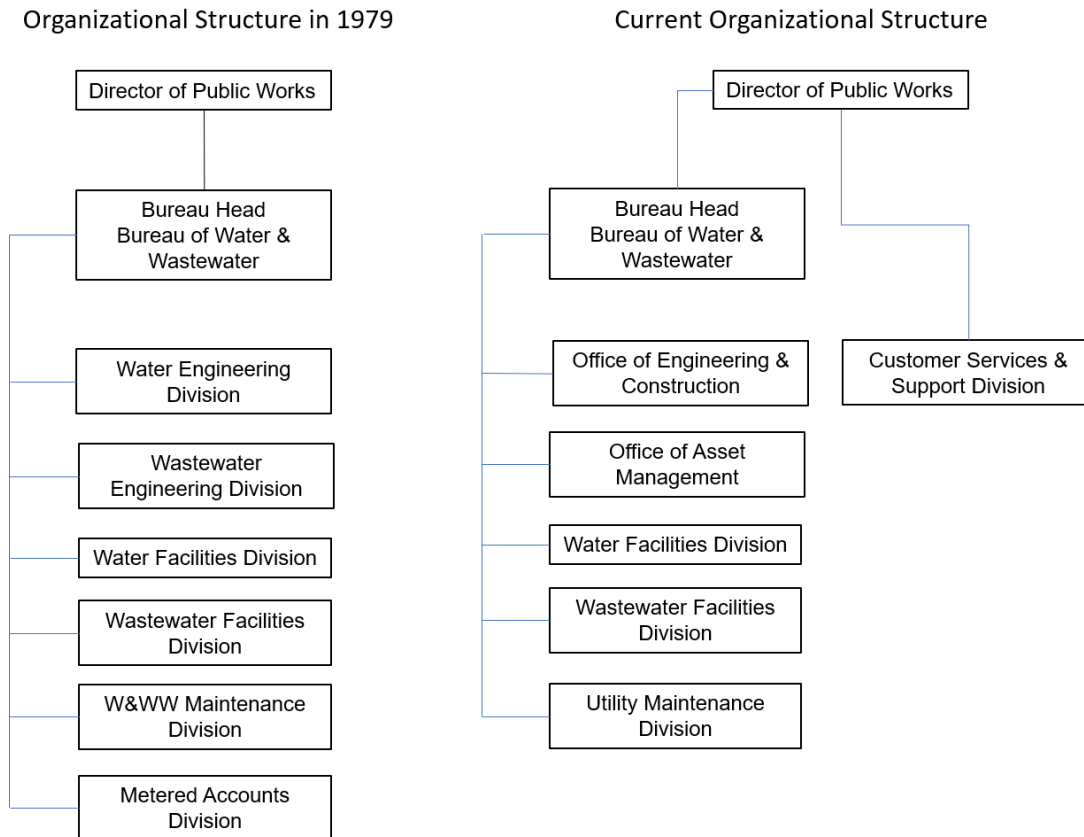 Organizational Structure in 1979
Director of Public Works
Bureau Head
Bureau of Water &
Wastewater
Water Engineering
Division
Wastewater
Engineering Division
Water Facilities Division
Wastewater Facilities
Division
W&WW Maintenance
Division
Metered Accounts
Division
Current Organizational Structure
Director of Public Works
Bureau Head
Bureau of Water &
Wastewater
Office of Engineering &
Construction
Customer Services &
Support Division
Office of Asset
Management
Water Facilities Division
Wastewater Facilities
Division
Utility Maintenance
Division